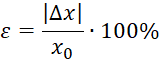 ε = |Δx| / x₀ · 100%